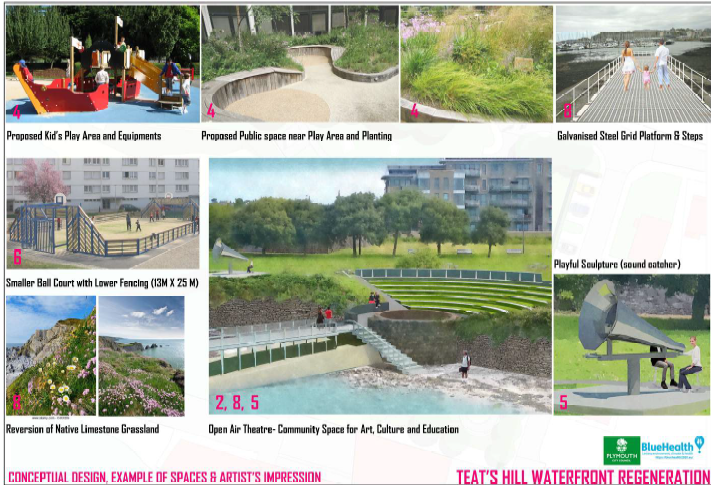 4
4
4
8
Proposed Kid's Play Area and Equipments
Proposed Public space near Play Area and Planting
Galvanised Steel Grid Platform & Steps
6
Smaller Ball Court with Lower Fencing (13M X 25 M)
Playful Sculpture (sound catcher)
2, 8, 5
5
Reversion of Native Limestone Grassland
Open Air Theatre- Community Space for Art, Culture and Education
PLYMOUTH
CITY COUNCIL
BlueHealth
CONCEPTUAL DESIGN, EXAMPLE OF SPACES & ARTIST'S IMPRESSION
TEAT'S HILL WATERFRONT REGENERATION